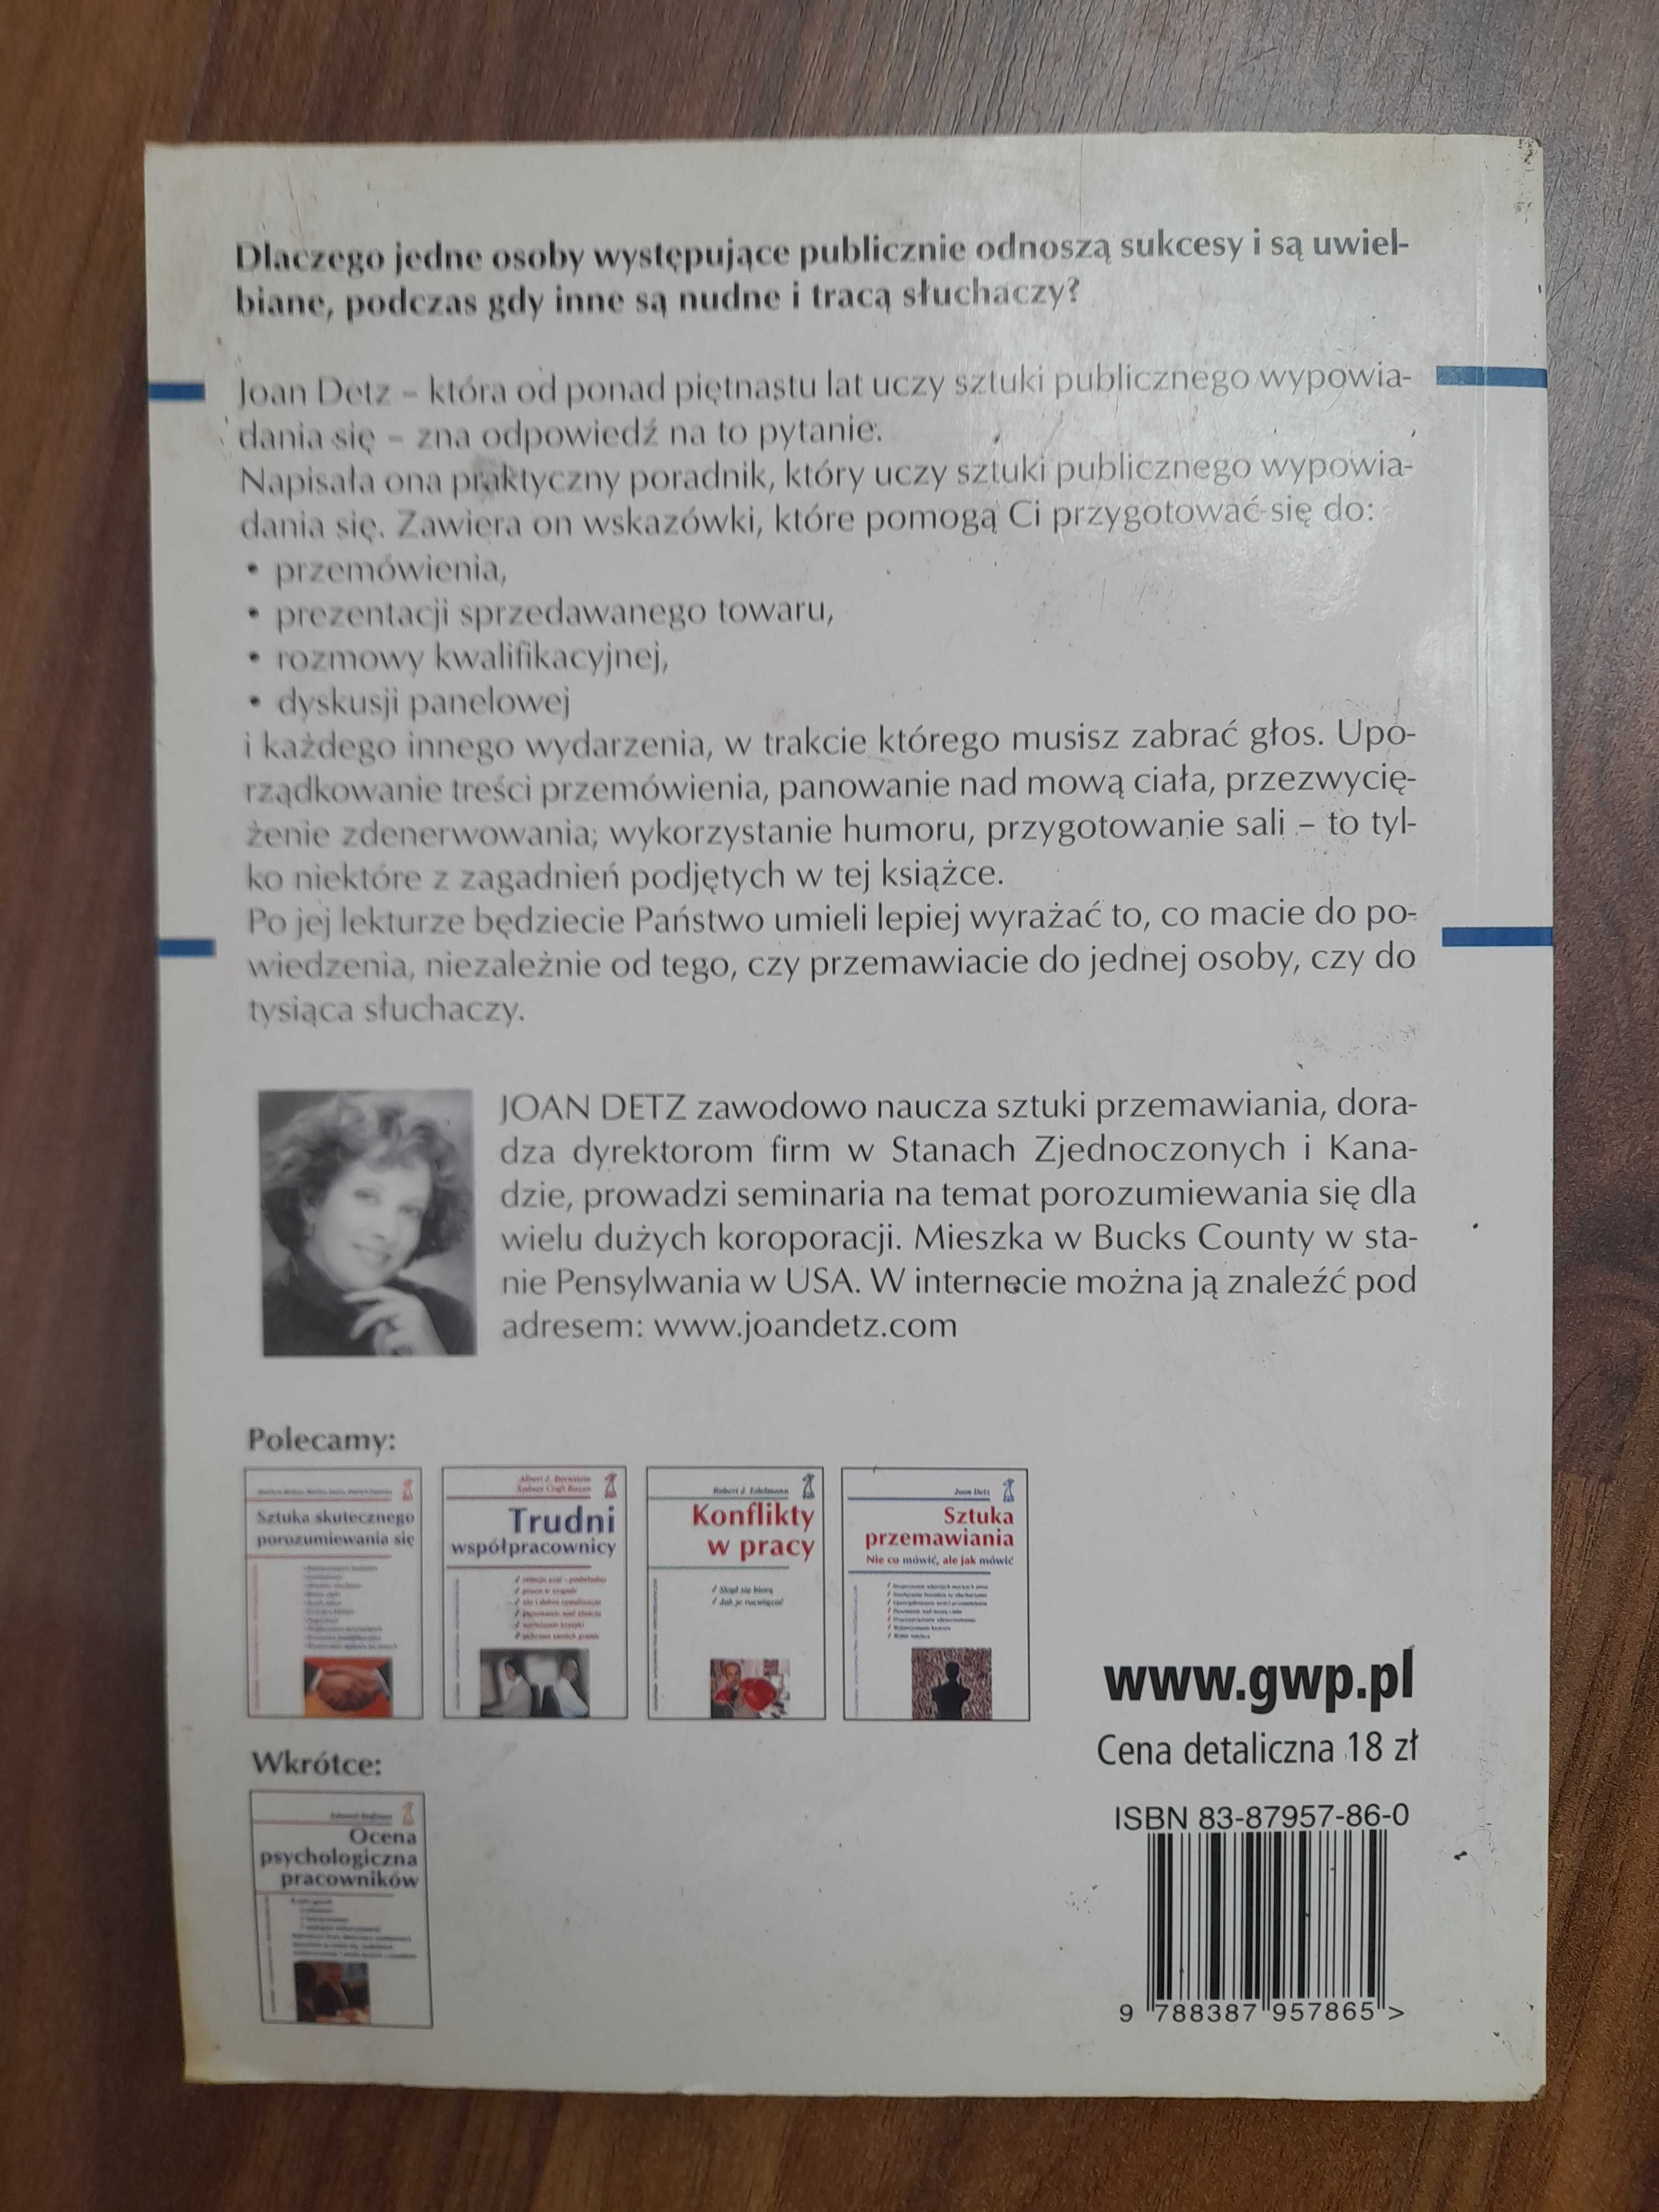 Dlaczego jedne osoby występujące publicznie odnoszą sukcesy i są uwiel-
biane, podczas gdy inne są nudne i tracą słuchaczy?
Joan Detz – która od ponad piętnastu lat uczy sztuki publicznego wypowia-
dania się – zna odpowiedź na to pytanie.
Napisała ona praktyczny poradnik, który uczy sztuki publicznego wypowia-
dania się. Zawiera on wskazówki, które pomogą Ci przygotować się do:
• przemówienia,
• prezentacji sprzedawanego towaru,
• rozmowy kwalifikacyjnej,
• dyskusji panelowej
i każdego innego wydarzenia, w trakcie którego musisz zabrać głos. Upo-
rządkowanie treści przemówienia, panowanie nad mową ciała, przezwycię-
żenie zdenerwowania, wykorzystanie humoru, przygotowanie sali – to tyl-
ko niektóre z zagadnień podjętych w tej książce.
Po jej lekturze będziecie Państwo umieli lepiej wyrażać to, co macie do po-
wiedzenia, niezależnie od tego, czy przemawiacie do jednej osoby, czy do
tysiąca słuchaczy.
JOAN DETZ zawodowo naucza sztuki przemawiania, dora-
dza dyrektorom firm w Stanach Zjednoczonych i Kana-
dzie, prowadzi seminaria na temat porozumiewania się dla
wielu dużych koroporacji. Mieszka w Bucks County w sta-
nie Pensylwania w USA. W internecie można ją znaleźć pod
adresem: www.joandetz.com
Polecamy:
Sztuka skutecznego
porozumiewania się
Albert J. Bernstein
Sydney Craft Rozen
Trudni
współpracownicy
Robert J. Edelmann
Konflikty
w pracy
✓ Skąd się biorą
✓ Jak je rozwiązać
Joan Detz
Sztuka
przemawiania
Nie co mówić, ale jak mówić
www.gwp.pl
Cena detaliczna 18 zł
Wkrótce:
Ocena
psychologiczna
pracowników
ISBN 83-87957-86-0
9 788387 957865 >